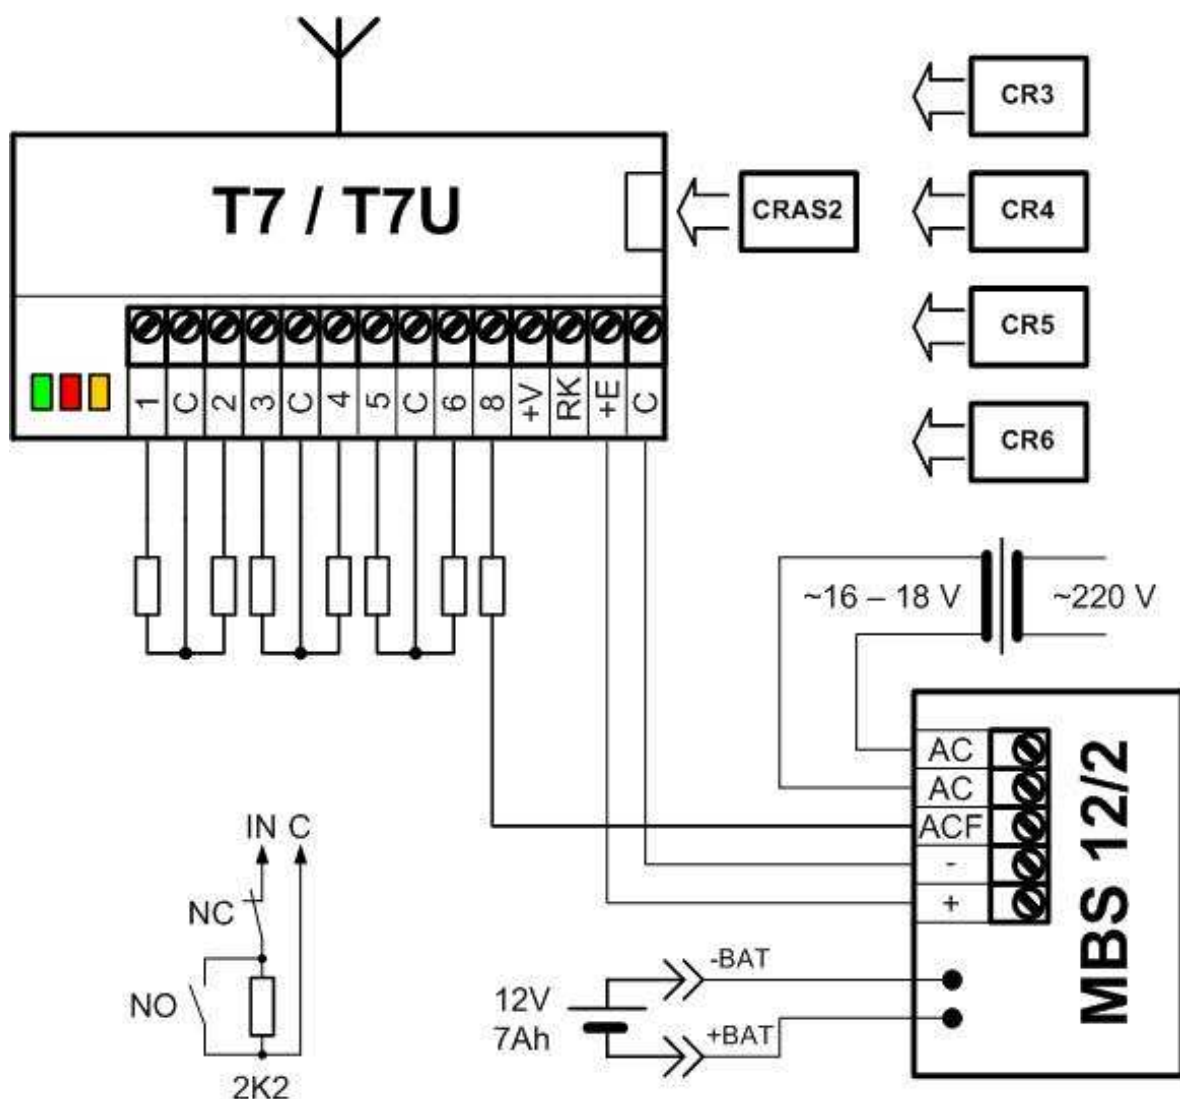 CR3
T7 / T7U
CRAS2
CR4
CR5
1 C 2 3 C 4 5 C 6 8 +V RK +E C
CR6
~16 – 18 V
~220 V
AC
AC
ACF
-
+
MBS 12/2
IN C
NC
NO
2K2
12V
7Ah
-BAT
+BAT